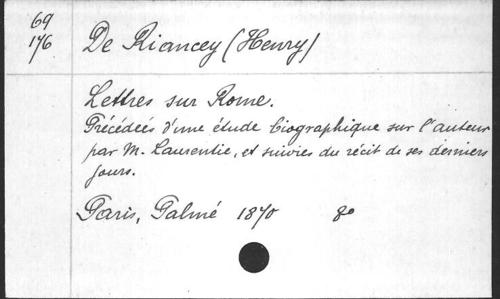 69
176
De Riancey (Henry)
Lettres sur Rome.
Précédées d'une étude biographique sur l'auteur
par M. Laurentie, et suivies du récit de ses derniers
jours.
Paris, Palmé 1870 8o